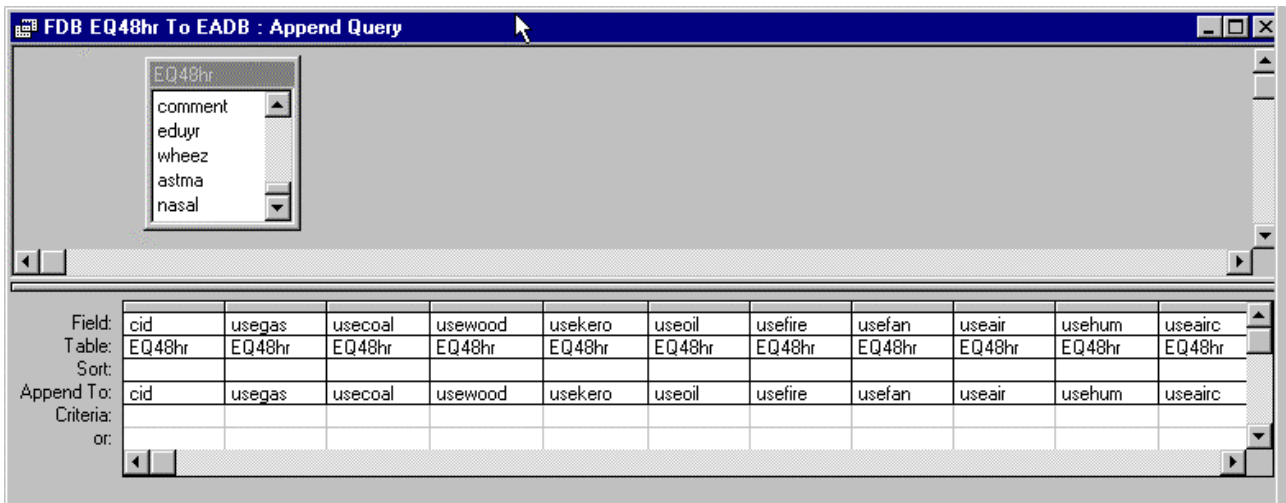 FDB EQ48hr To EADB : Append Query
EQ48hr
comment
eduyr
wheez
astma
nasal
Field: cid usegas usecoal usewood usekero useoil usefire usefan useair usehum useairc
Table: EQ48hr EQ48hr EQ48hr EQ48hr EQ48hr EQ48hr EQ48hr EQ48hr EQ48hr EQ48hr EQ48hr
Sort:
Append To: cid usegas usecoal usewood usekero useoil usefire usefan useair usehum useairc
Criteria:
or: